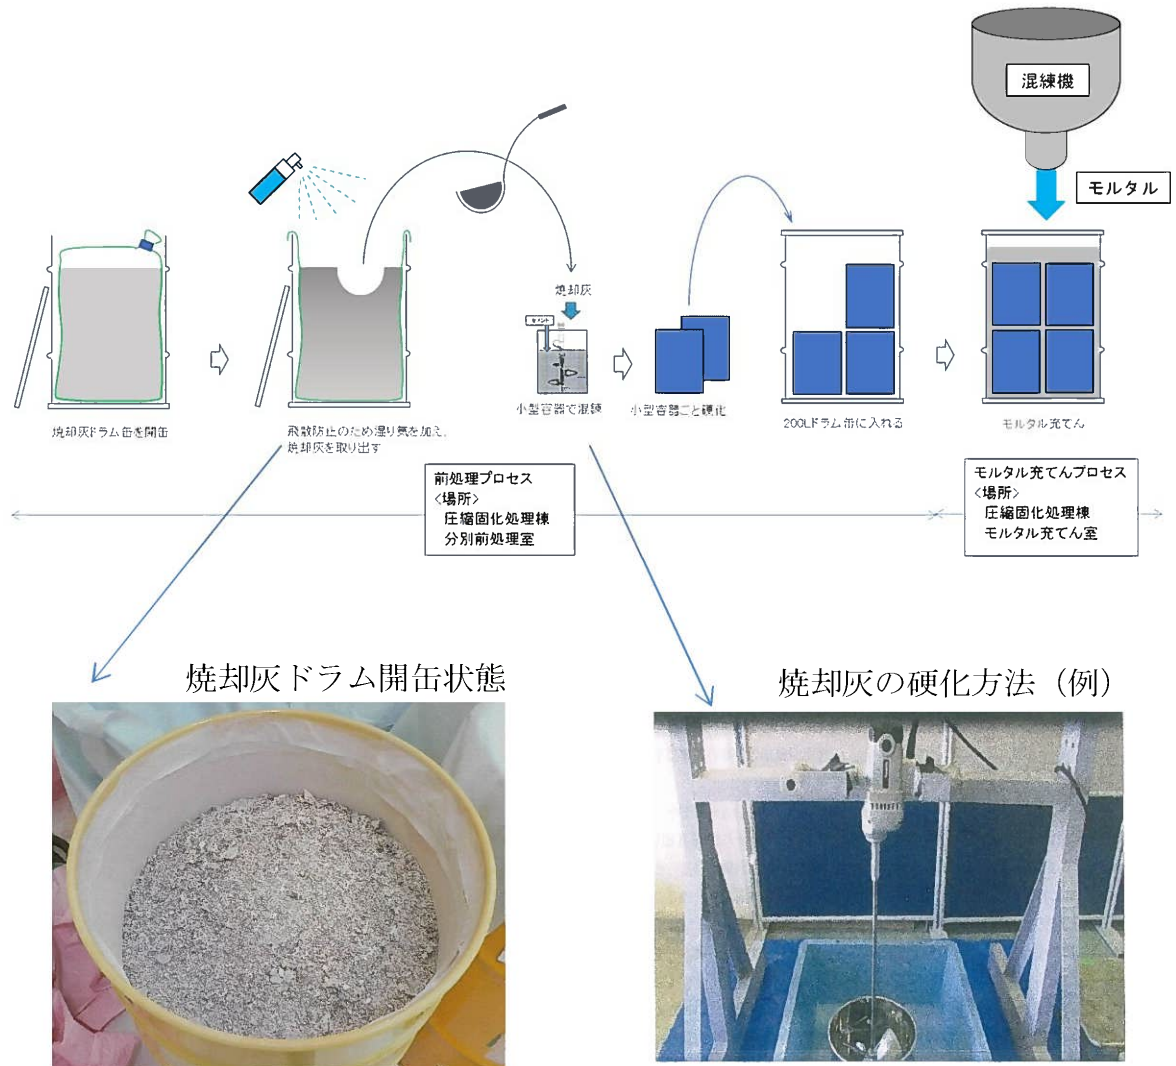 混練機
モルタル
焼却灰
セメント
焼却灰ドラム缶を開缶
飛散防止のため湿り気を加え、
焼却灰を取り出す
小型容器で混練
小型容器ごと硬化
200Lドラム缶に入れる
モルタル充てん
前処理プロセス
<場所>
圧縮固化処理棟
分別前処理室
モルタル充てんプロセス
<場所>
圧縮固化処理棟
モルタル充てん室
焼却灰ドラム開缶状態
焼却灰の硬化方法（例）